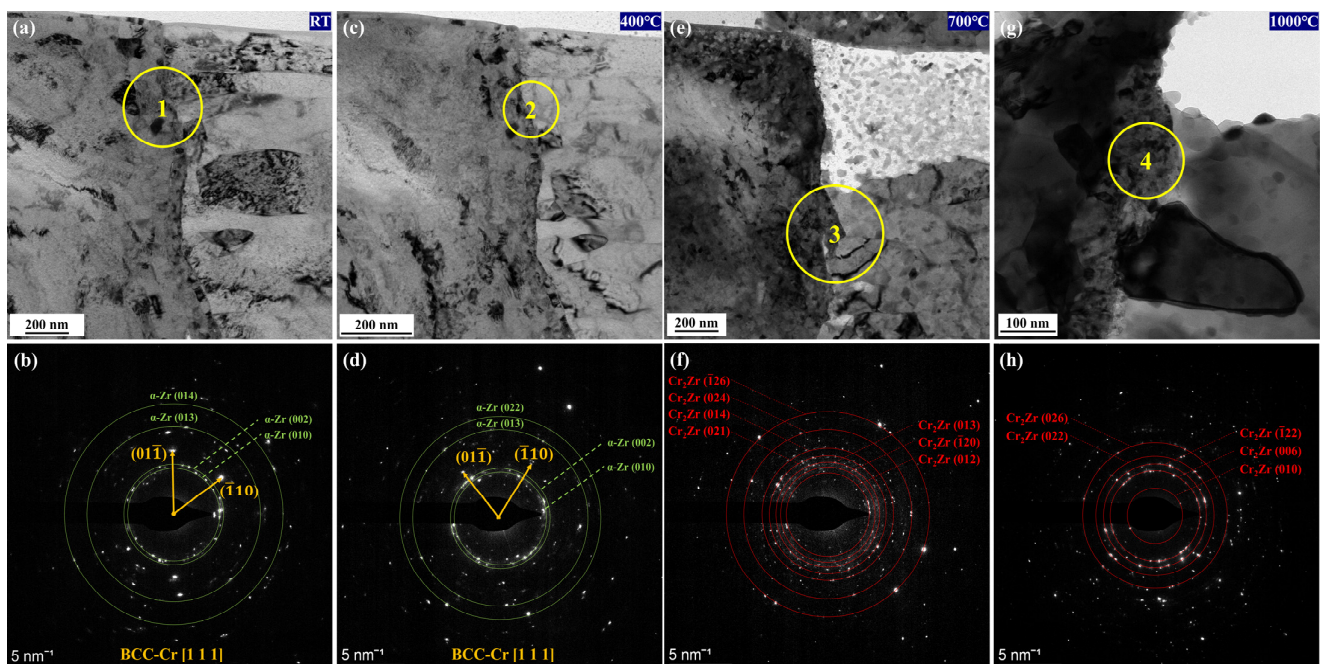 (a)
RT
1
200 nm
(c)
400℃
2
200 nm
(e)
700℃
3
200 nm
(g)
1000℃
4
100 nm
(b)
α-Zr (014)
α-Zr (013)
α-Zr (002)
α-Zr (010)
(011̅)
(1̅10)
5 nm⁻¹
BCC-Cr [1 1 1]
(d)
α-Zr (022)
α-Zr (013)
α-Zr (002)
α-Zr (010)
(011̅)
(1̅10)
5 nm⁻¹
BCC-Cr [1 1 1]
(f)
Cr₂Zr (1̅26)
Cr₂Zr (024)
Cr₂Zr (014)
Cr₂Zr (021)
Cr₂Zr (013)
Cr₂Zr (1̅20)
Cr₂Zr (012)
5 nm⁻¹
(h)
Cr₂Zr (026)
Cr₂Zr (022)
Cr₂Zr (1̅22)
Cr₂Zr (006)
Cr₂Zr (010)
5 nm⁻¹